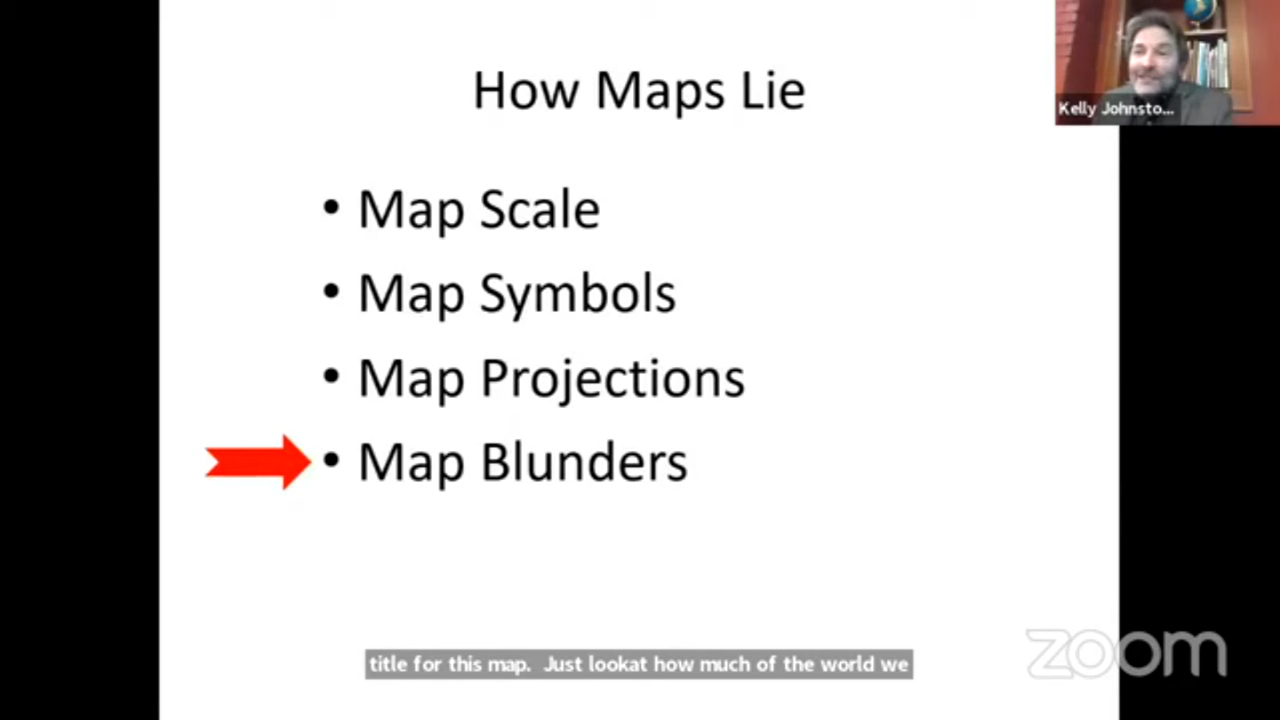 How Maps Lie
Kelly Johnsto...
• Map Scale
• Map Symbols
• Map Projections
• Map Blunders
title for this map. Just lookat how much of the world we
zoom